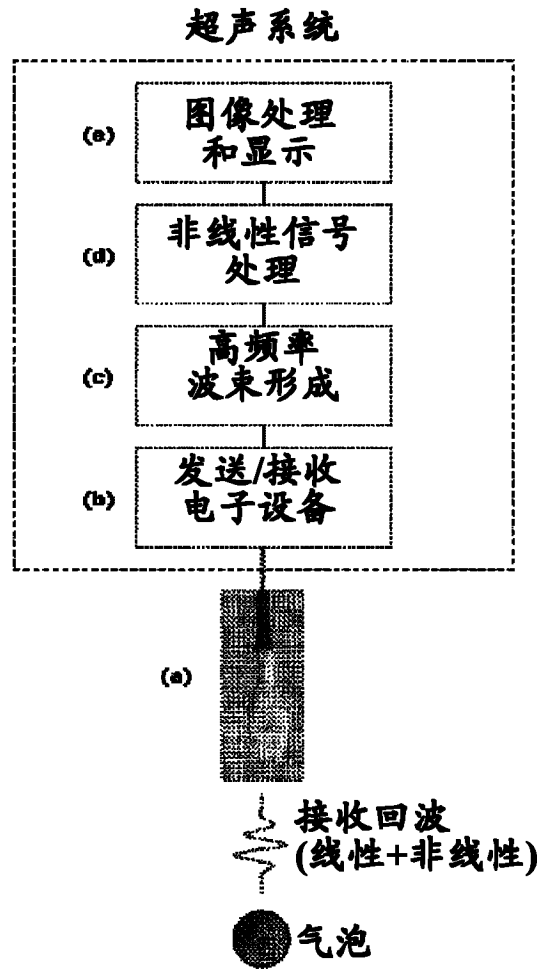 超声系统
(e)
图像处理
和显示
(d)
非线性信号
处理
(c)
高频率
波束形成
(b)
发送/接收
电子设备
(a)
接收回波
(线性+非线性)
气泡